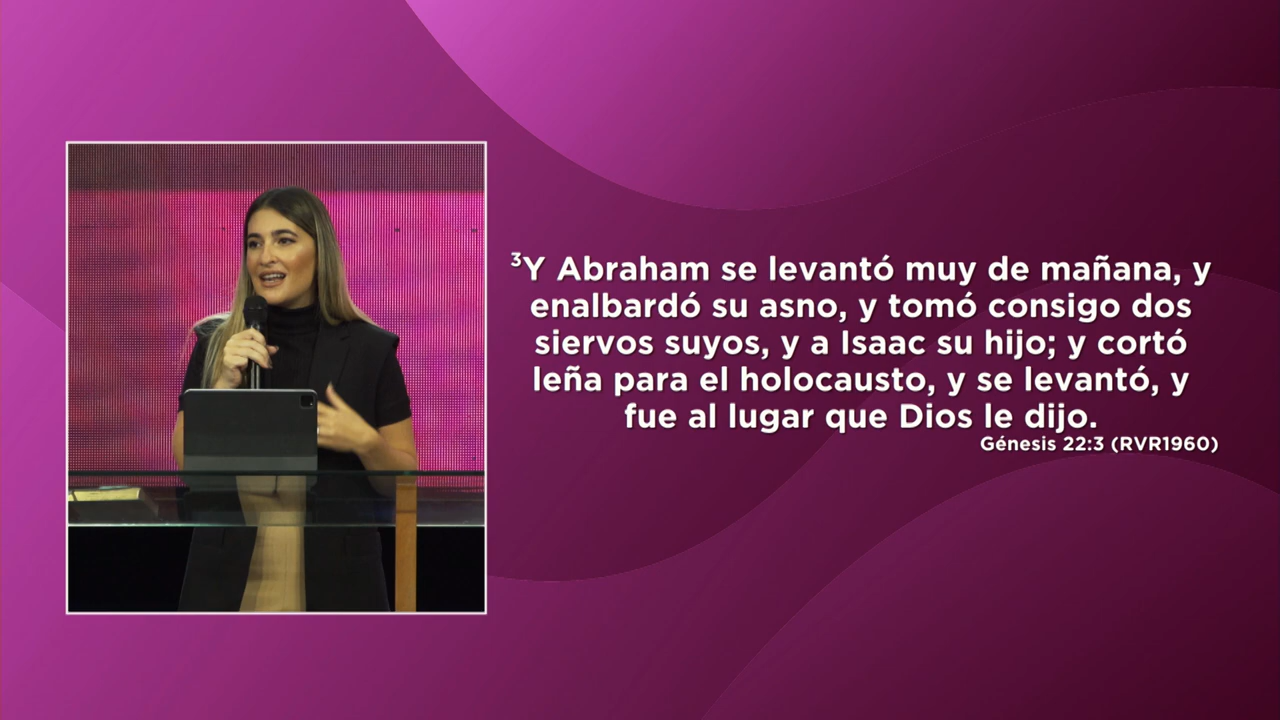 ³Y Abraham se levantó muy de mañana, y
enalbardó su asno, y tomó consigo dos
siervos suyos, y a Isaac su hijo; y cortó
leña para el holocausto, y se levantó, y
fue al lugar que Dios le dijo.
Génesis 22:3 (RVR1960)